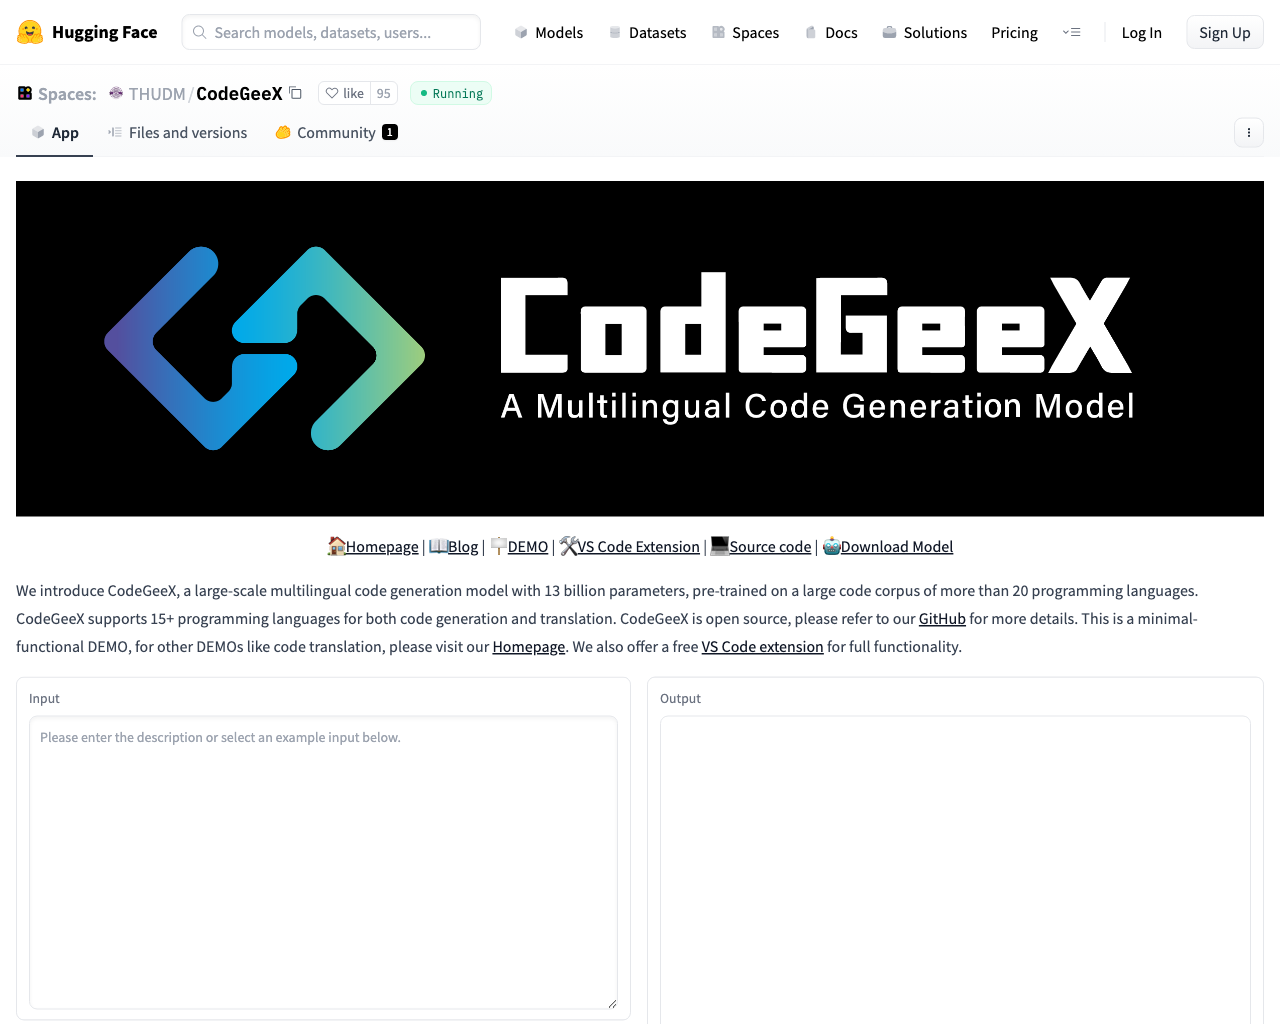 Hugging Face
Search models, datasets, users...
Models
Datasets
Spaces
Docs
Solutions
Pricing
Log In
Sign Up
Spaces:
THUDM/CodeGeeX
like
95
Running
App
Files and versions
Community
1
CodeGeeX
A Multilingual Code Generation Model
Homepage | Blog | DEMO | VS Code Extension | Source code | Download Model
We introduce CodeGeeX, a large-scale multilingual code generation model with 13 billion parameters, pre-trained on a large code corpus of more than 20 programming languages.
CodeGeeX supports 15+ programming languages for both code generation and translation. CodeGeeX is open source, please refer to our GitHub for more details. This is a minimal-
functional DEMO, for other DEMOs like code translation, please visit our Homepage. We also offer a free VS Code extension for full functionality.
Input
Please enter the description or select an example input below.
Output